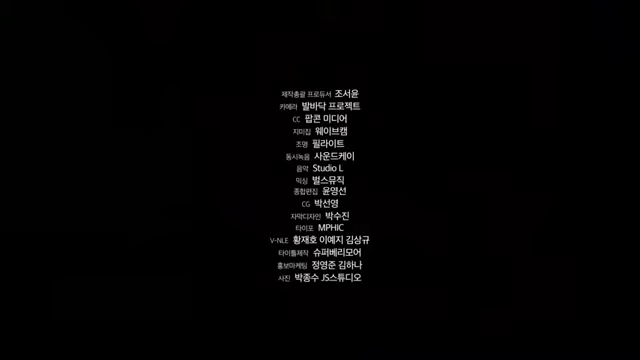 제작총괄 프로듀서 조서윤
카메라 발바닥 프로젝트
CC 팝콘 미디어
지미집 웨이브캠
조명 필라이트
동시녹음 사운드케이
음악 Studio L
믹싱 벌스뮤직
종합편집 윤영선
CG 박선영
자막디자인 박수진
타이포 MPHIC
V-NLE 황재호 이예지 김상규
타이틀제작 슈퍼베리모어
홍보마케팅 정영준 김하나
사진 박종수 JS스튜디오